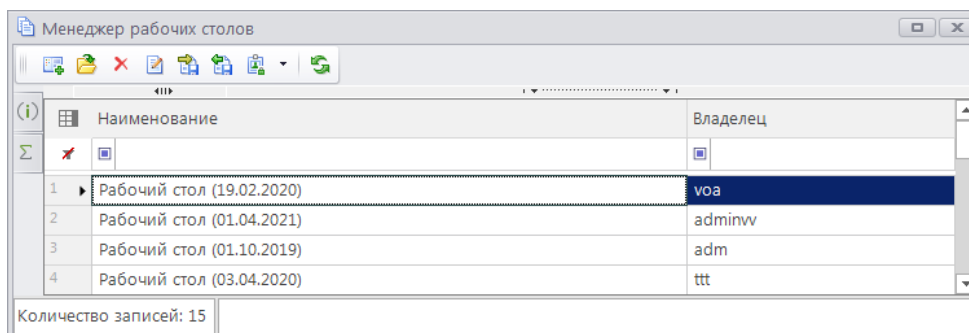 Менеджер рабочих столов
Наименование Владелец
1 Рабочий стол (19.02.2020) voa
2 Рабочий стол (01.04.2021) adminvv
3 Рабочий стол (01.10.2019) adm
4 Рабочий стол (03.04.2020) ttt
Количество записей: 15